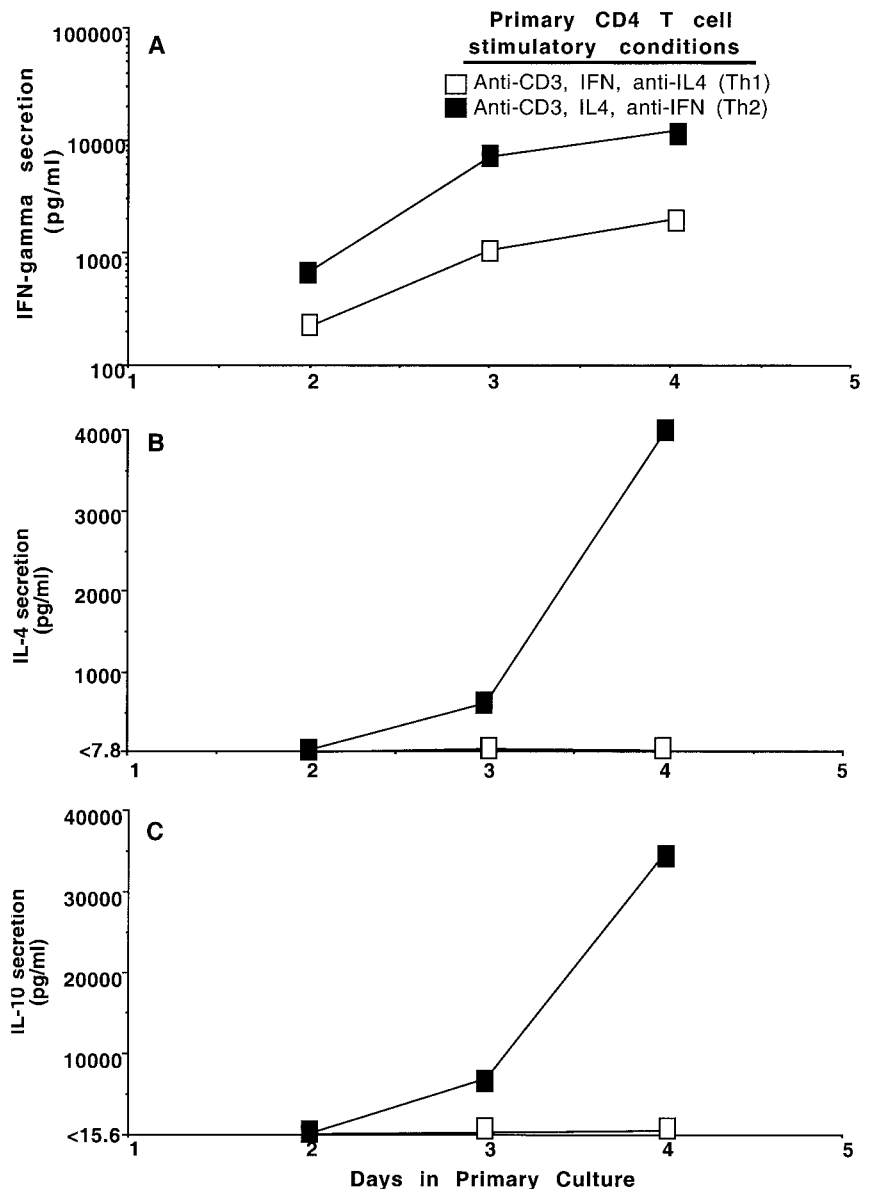 Primary CD4 T cell
stimulatory conditions
Anti-CD3, IFN, anti-IL4 (Th1)
Anti-CD3, IL4, anti-IFN (Th2)
A
IFN-gamma secretion
(pg/ml)
100000
10000
1000
100
1 2 3 4 5
B
IL-4 secretion
(pg/ml)
4000
3000
2000
1000
<7.8
1 2 3 4 5
C
IL-10 secretion
(pg/ml)
40000
30000
20000
10000
<15.6
1 2 3 4 5
Days in Primary Culture